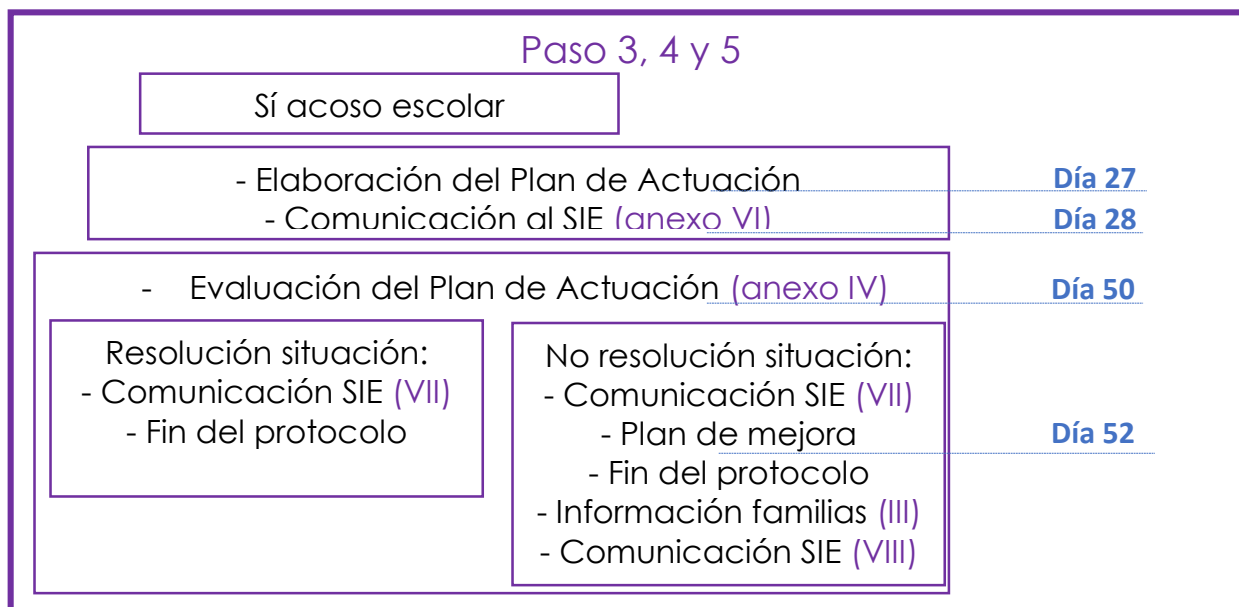 Paso 3, 4 y 5
Sí acoso escolar
- Elaboración del Plan de Actuación Día 27
- Comunicación al SIE (anexo VI) Día 28
- Evaluación del Plan de Actuación (anexo IV) Día 50
Resolución situación:
- Comunicación SIE (VII)
- Fin del protocolo
No resolución situación:
- Comunicación SIE (VII)
- Plan de mejora Día 52
- Fin del protocolo
- Información familias (III)
- Comunicación SIE (VIII)